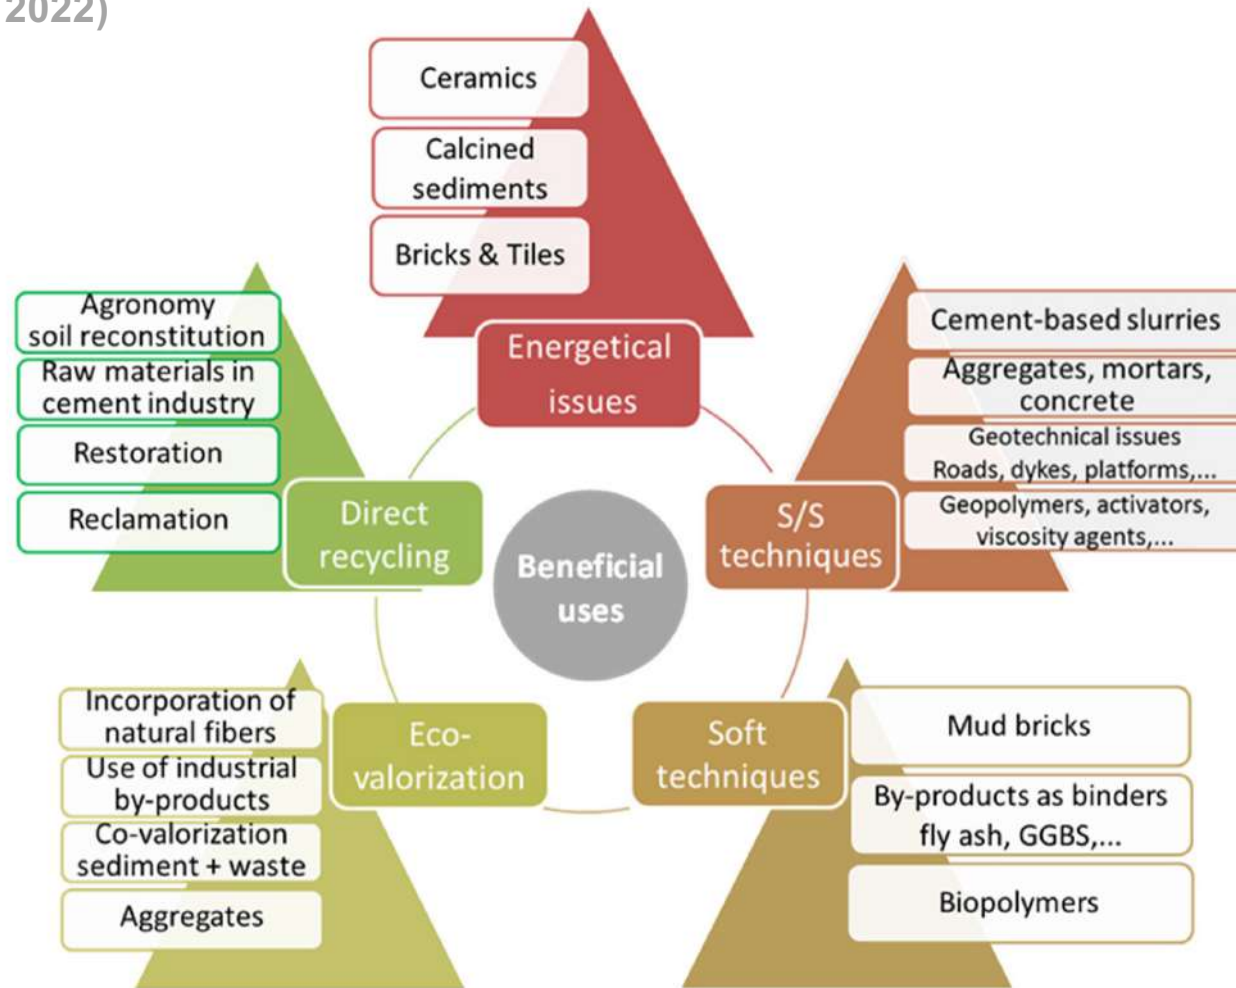 2022)
Ceramics
Calcined
sediments
Bricks & Tiles
Energetical
issues
Agronomy
soil reconstitution
Raw materials in
cement industry
Restoration
Reclamation
Direct
recycling
Cement-based slurries
Aggregates, mortars,
concrete
Geotechnical issues
Roads, dykes, platforms,...
Geopolymers, activators,
viscosity agents,...
S/S
techniques
Beneficial
uses
Incorporation of
natural fibers
Use of industrial
by-products
Co-valorization
sediment + waste
Aggregates
Eco-
valorization
Soft
techniques
Mud bricks
By-products as binders
fly ash, GGBS,...
Biopolymers